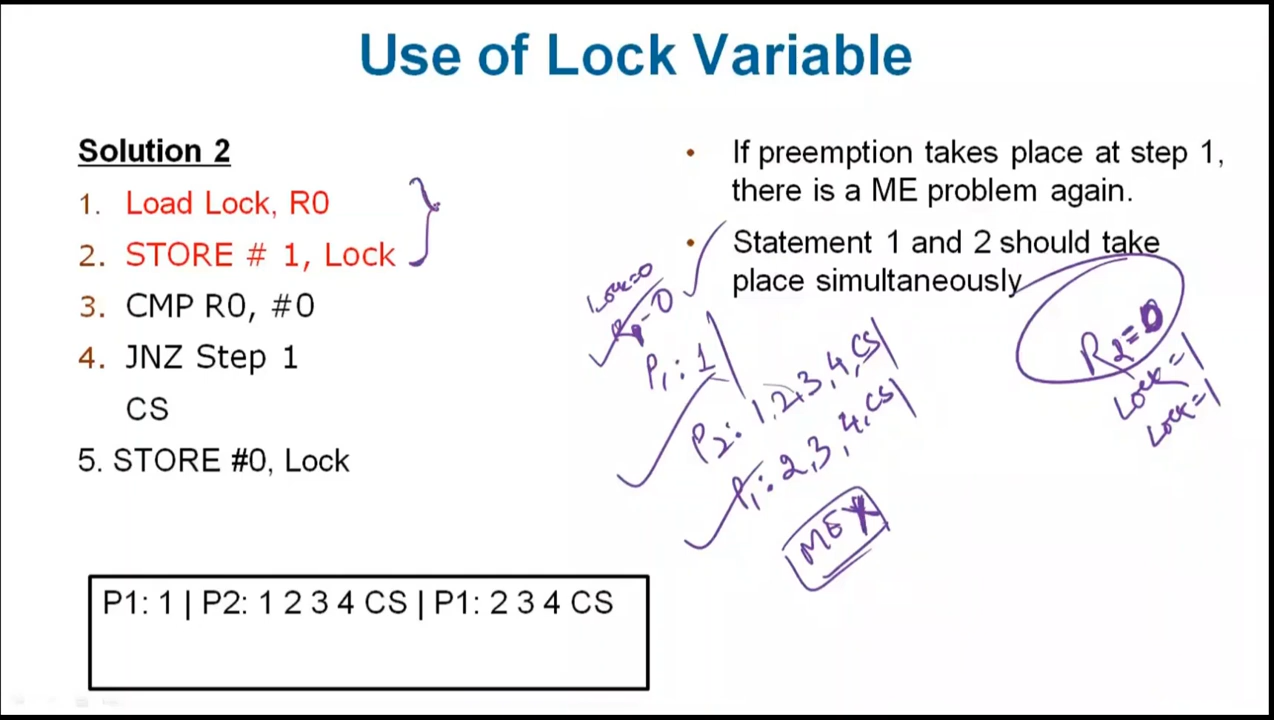 Use of Lock Variable
Solution 2
1. Load Lock, R0
2. STORE # 1, Lock
3. CMP R0, #0
4. JNZ Step 1
CS
5. STORE #0, Lock
P1: 1 | P2: 1 2 3 4 CS | P1: 2 3 4 CS
• If preemption takes place at step 1,
there is a ME problem again.
• Statement 1 and 2 should take
place simultaneously
Lock=0
P1: 1 |
P2: 1, 2, 3, 4, CS |
P1: 2, 3, 4, CS |
ME X
R2=0
Lock=1
Lock=1